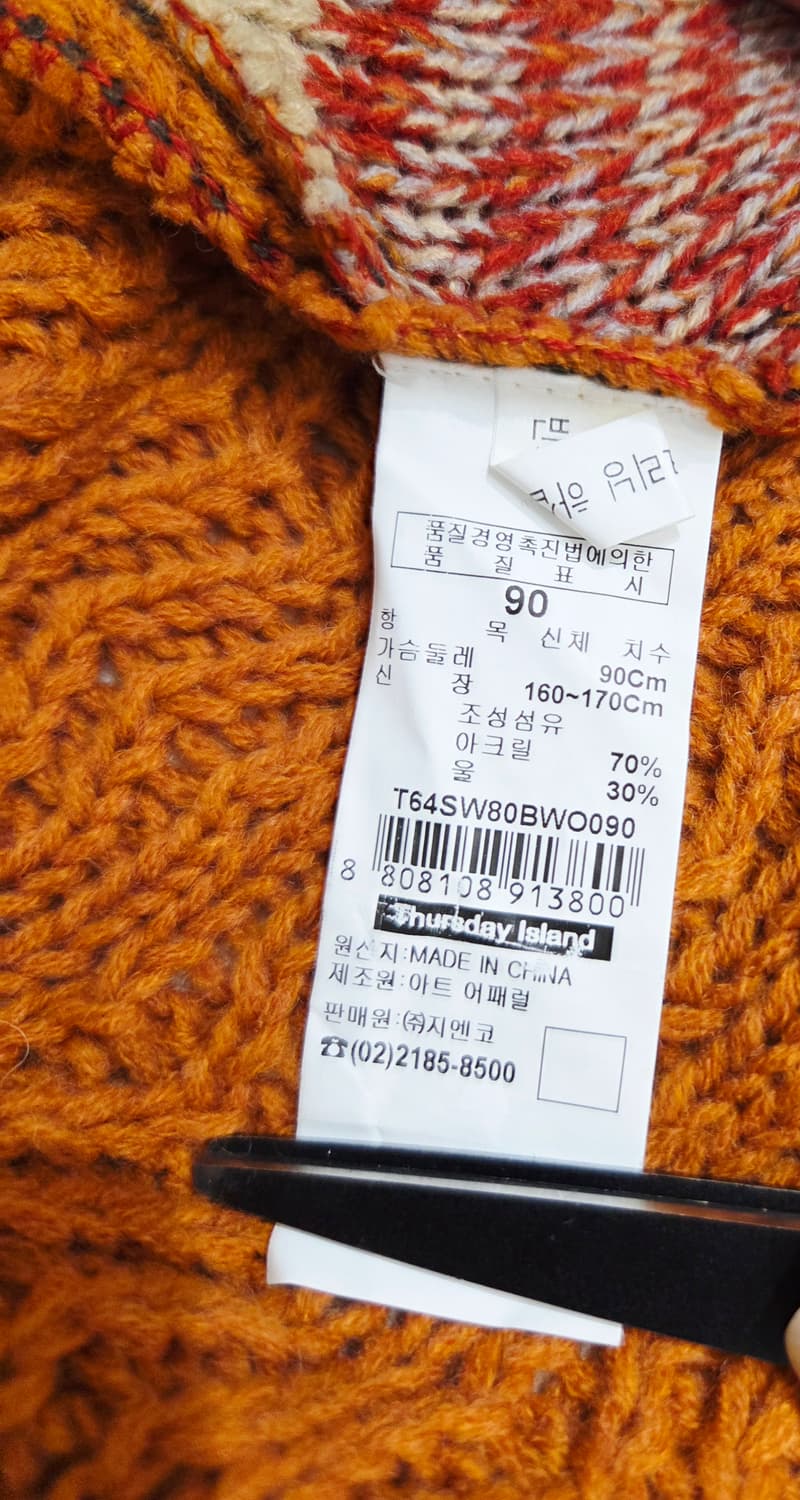 품질경영촉진법에의한
품 질 표 시
90
항 목 신체 치수
가슴둘레 90Cm
신 장 160~170Cm
조성섬유
아크릴 70%
울 30%
T64SW80BWO090
8 808108 913800
Thursday Island
원산지:MADE IN CHINA
제조원:아트 어패럴
판매원:㈜지엔코
☎(02)2185-8500